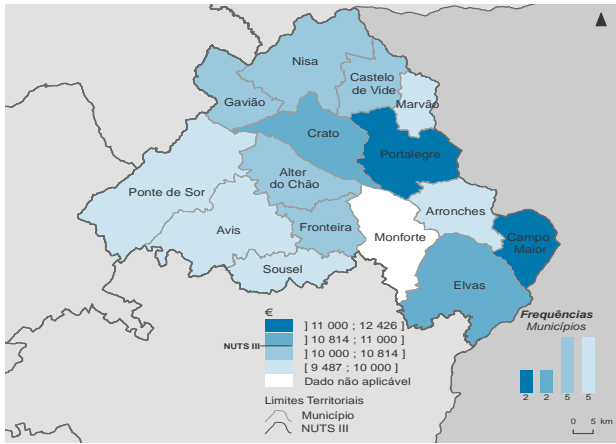 Nisa
Castelo
de Vide
Gavião
Marvão
Crato
Portalegre
Alter
do Chão
Ponte de Sor
Arronches
Avis
Fronteira
Monforte
Campo
Maior
Sousel
Elvas
€
] 11 000 ; 12 426 ]
NUTS III
] 10 814 ; 11 000 ]
] 10 000 ; 10 814 ]
[ 9 487 ; 10 000 ]
Dado não aplicável
Limites Territoriais
Município
NUTS III
Frequências
Municípios
2 2 5 5
0 5 km